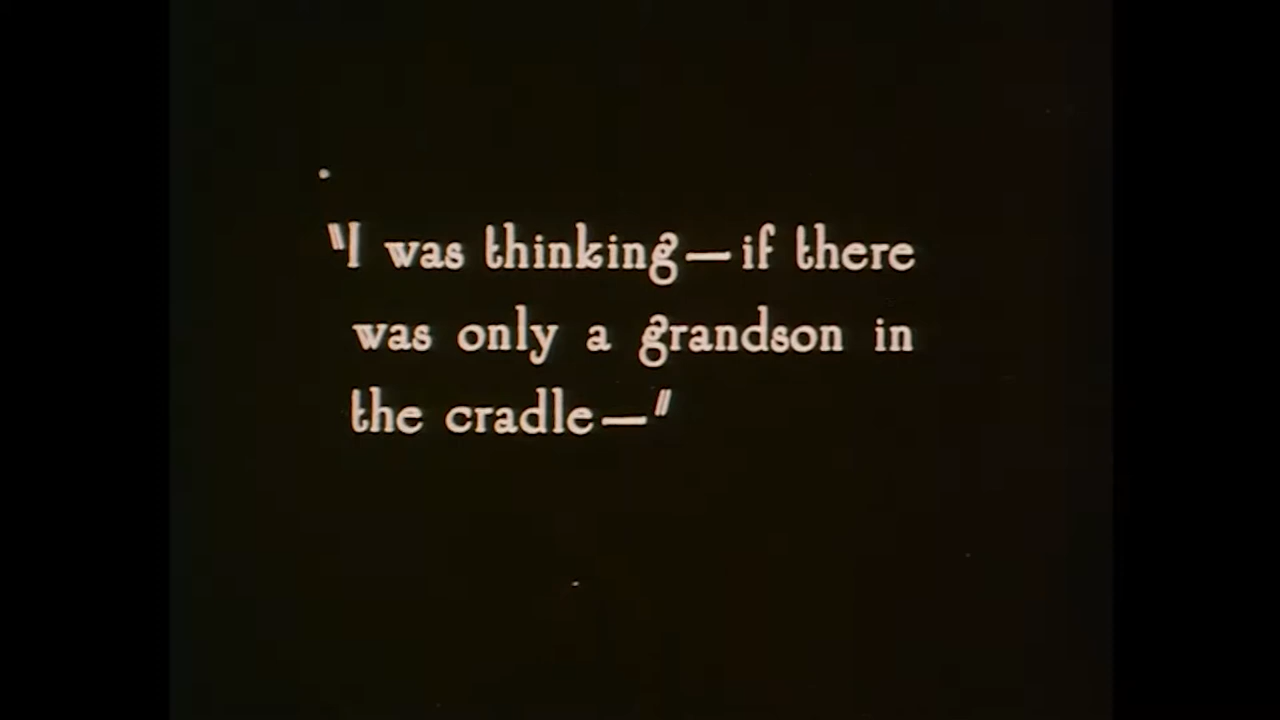 "I was thinking—if there
was only a grandson in
the cradle—"